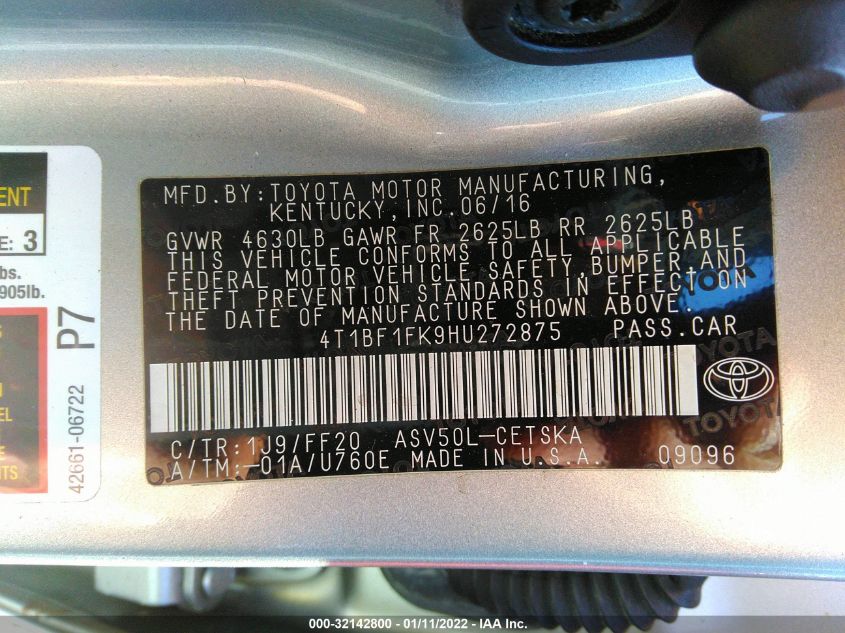 MFD.BY:TOYOTA MOTOR MANUFACTURING,
KENTUCKY,INC.06/16
GVWR 4630LB GAWR FR 2625LB RR 2625LB
THIS VEHICLE CONFORMS TO ALL APPLICABLE
FEDERAL MOTOR VEHICLE SAFETY,BUMPER,AND
THEFT PREVENTION STANDARDS IN EFFECT ON
THE DATE OF MANUFACTURE SHOWN ABOVE.
4T1BF1FK9HU272875 PASS.CAR
TOYOTA
C/TR:1J9/FF20 ASV50L-CETSKA
A/TM:-01A/U760E MADE IN U.S.A. 09096
ENT
E: 3
bs.
905lb.
P7
42661-06722
EL
E
NTS
000-32142800 - 01/11/2022 - IAA Inc.